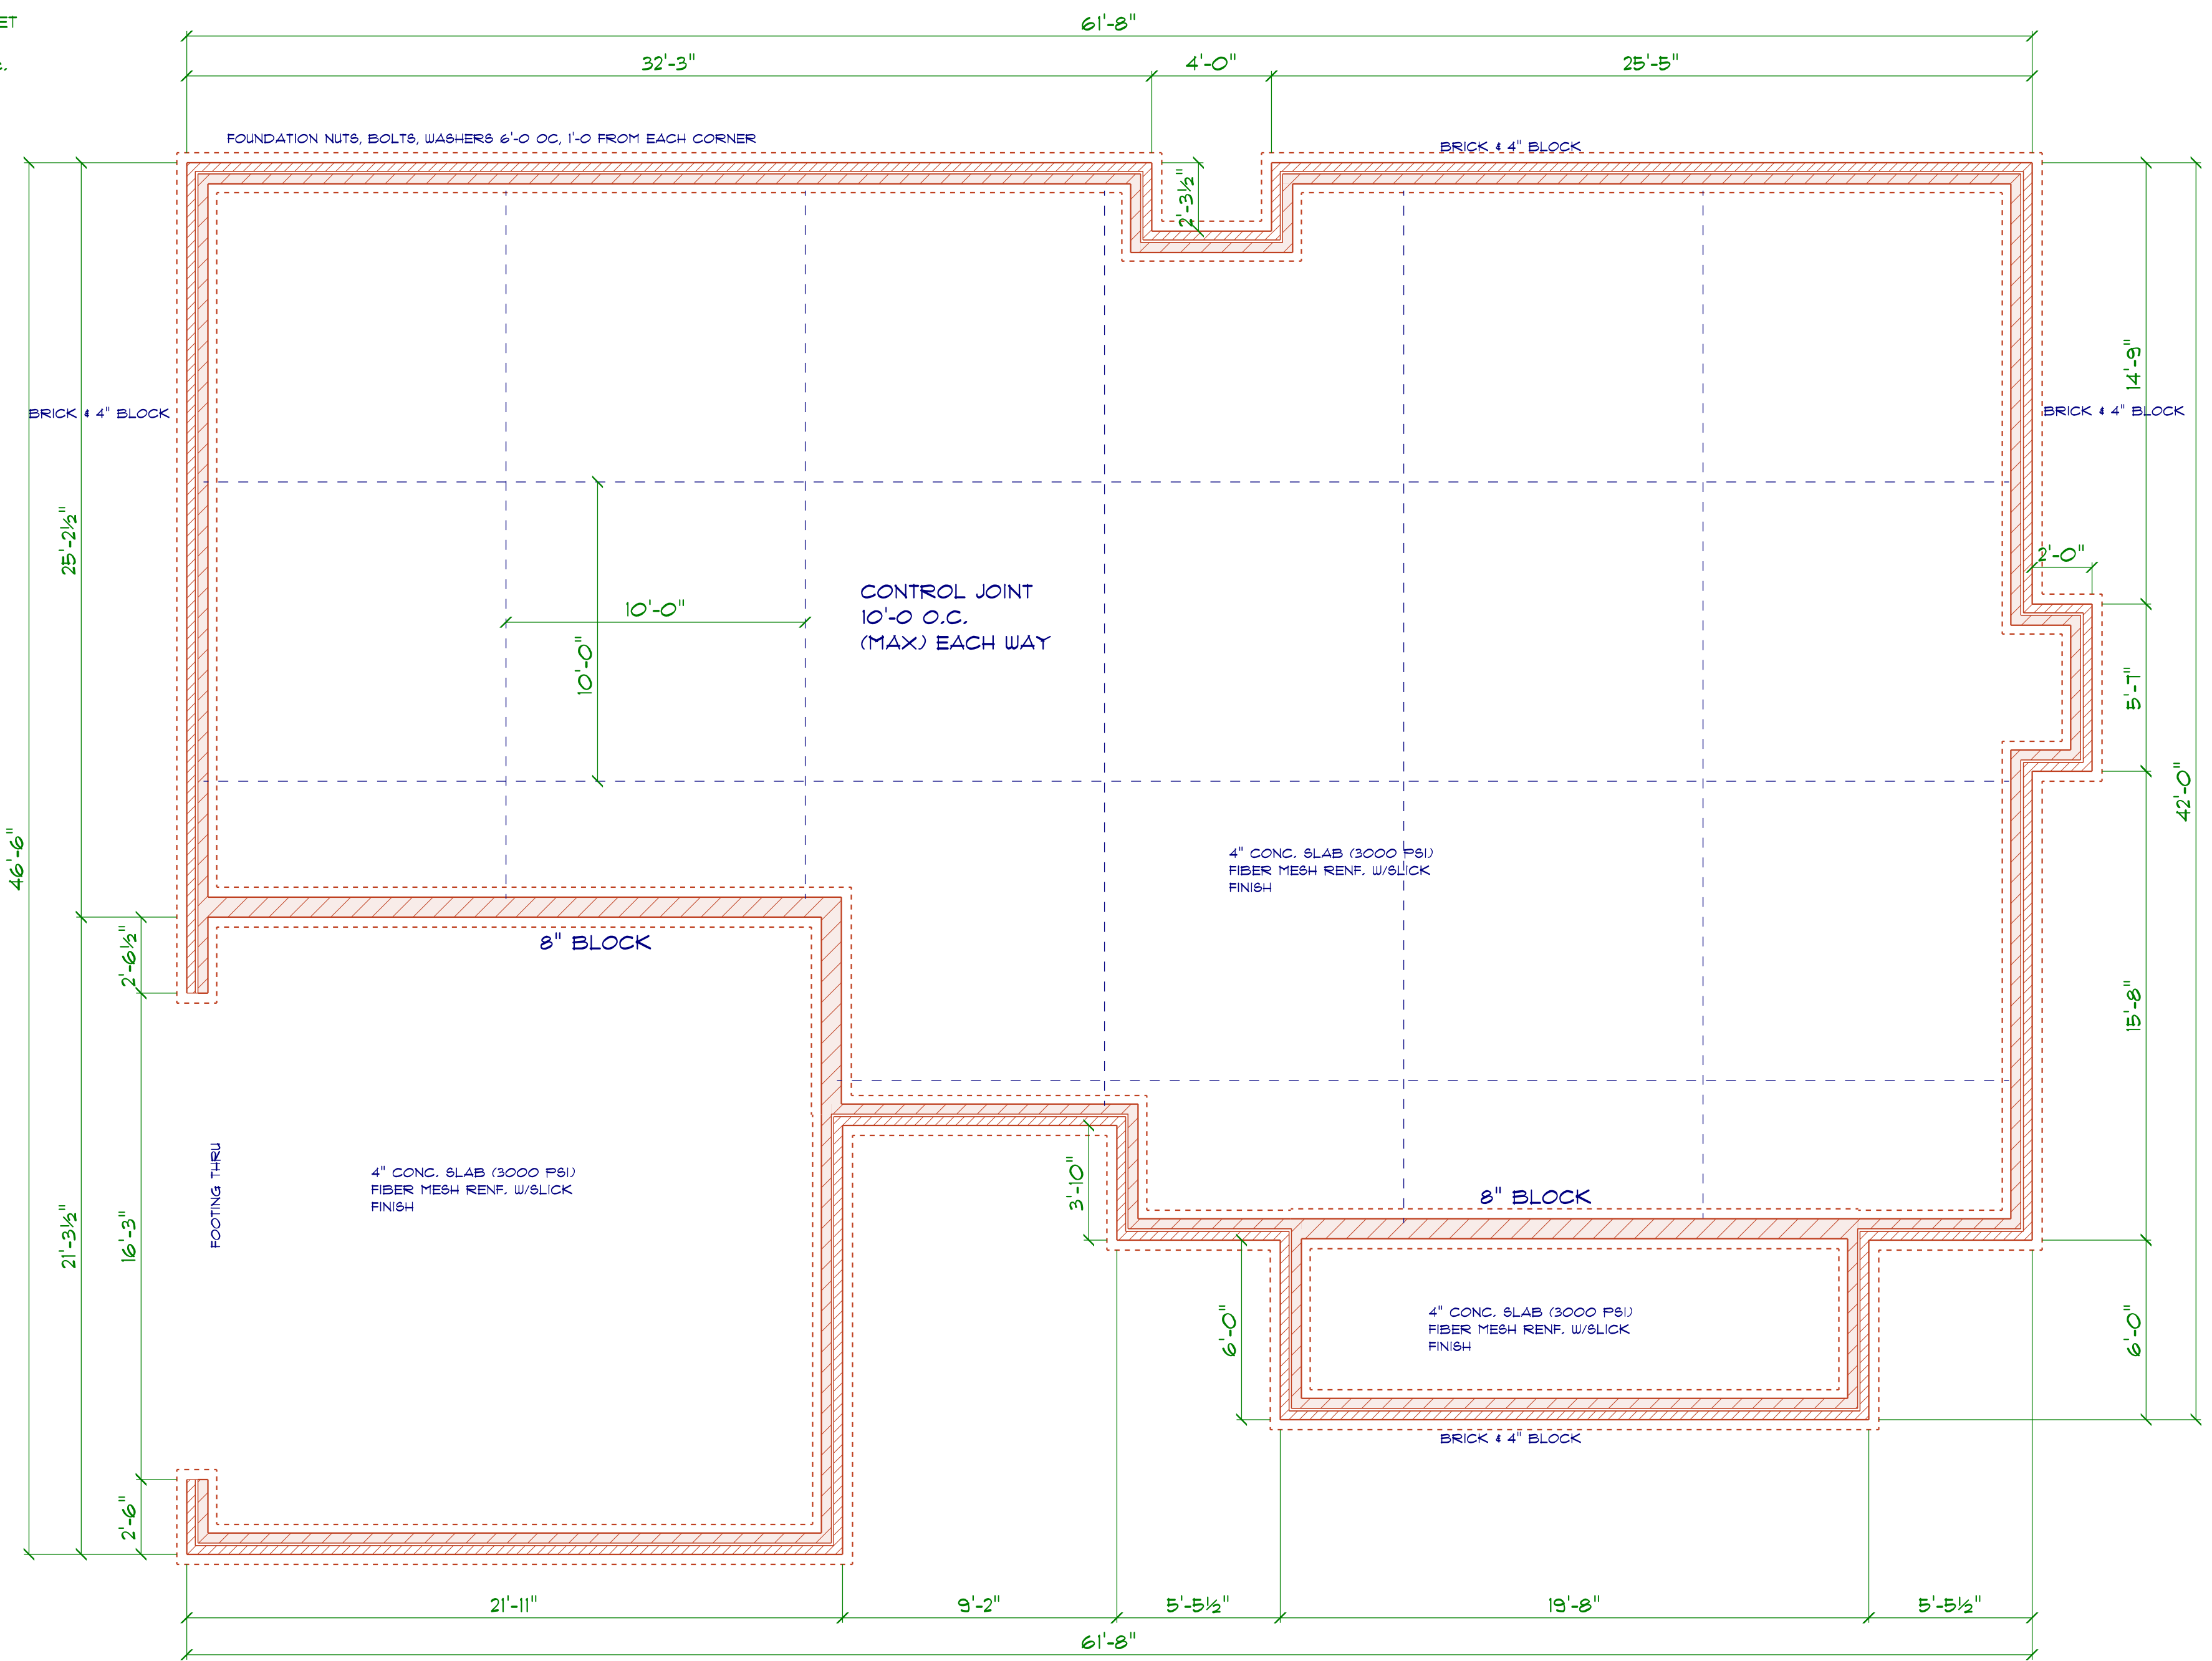 ET
61'-8"
32'-3"
4'-0"
25'-5"
FOUNDATION NUTS, BOLTS, WASHERS 6'-0 OC, 1'-0 FROM EACH CORNER
BRICK & 4" BLOCK
2'-3½"
14'-9"
BRICK & 4" BLOCK
BRICK & 4" BLOCK
25'-2½"
2'-0"
CONTROL JOINT
10'-0 O.C.
(MAX) EACH WAY
10'-0"
10'-0"
5'-7"
42'-0"
46'-6"
4" CONC. SLAB (3000 PSI)
FIBER MESH RENF. W/SLICK
FINISH
8" BLOCK
2'-6½"
15'-8"
FOOTING THRU
4" CONC. SLAB (3000 PSI)
FIBER MESH RENF. W/SLICK
FINISH
3'-10"
8" BLOCK
21'-3½"
16'-3"
6'-0"
4" CONC. SLAB (3000 PSI)
FIBER MESH RENF. W/SLICK
FINISH
6'-0"
BRICK & 4" BLOCK
2'-6"
21'-11"
9'-2"
5'-5½"
19'-8"
5'-5½"
61'-8"